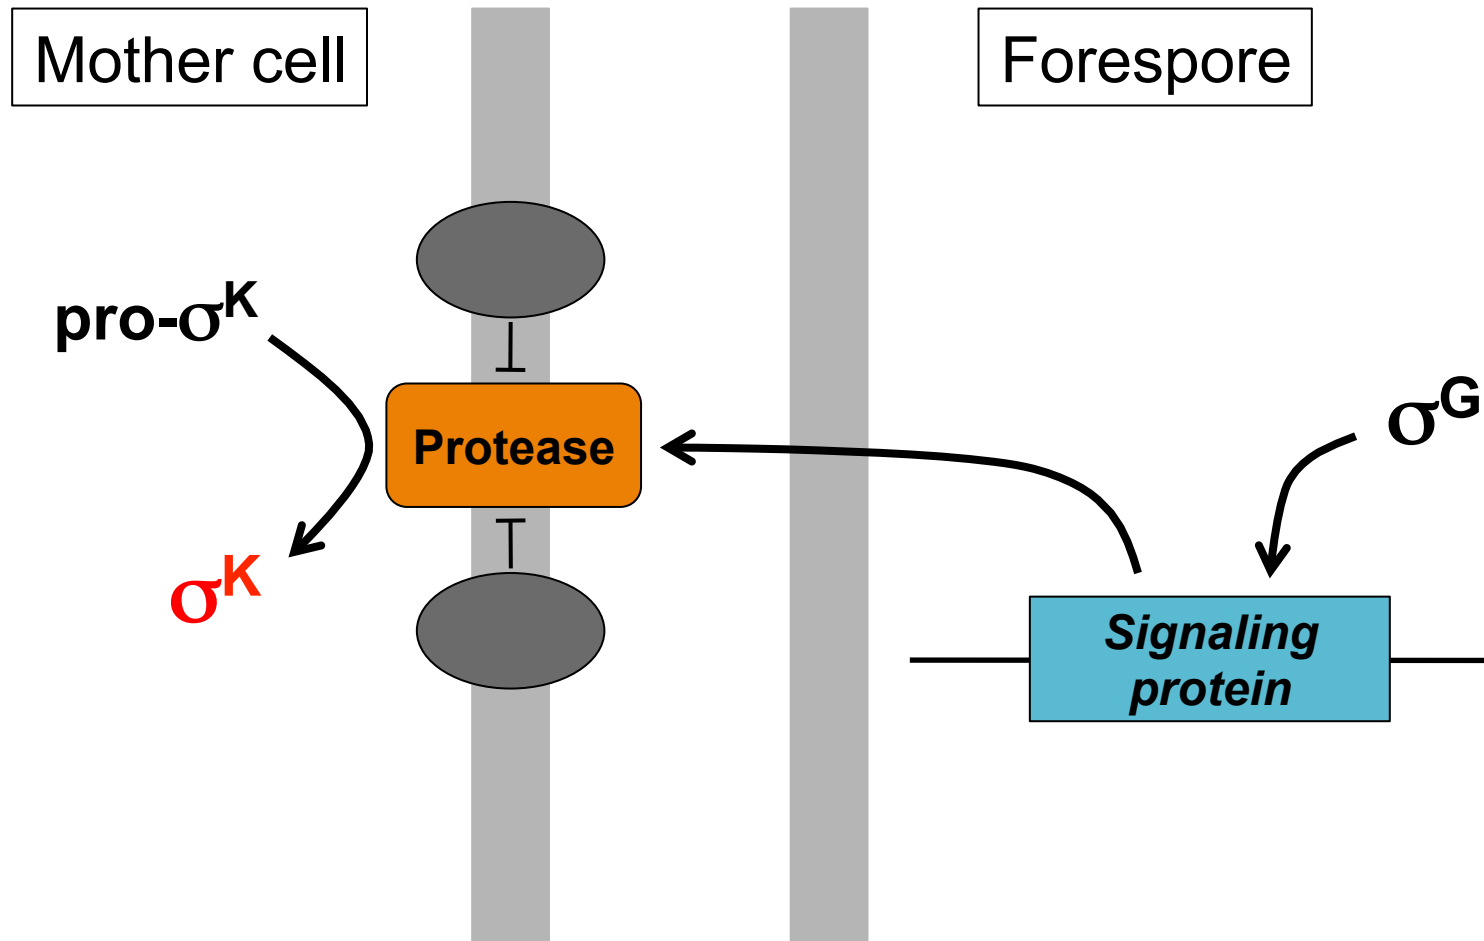 Mother cell
Forespore
pro-σᴷ
Protease
σᴳ
σᴷ
Signaling
protein